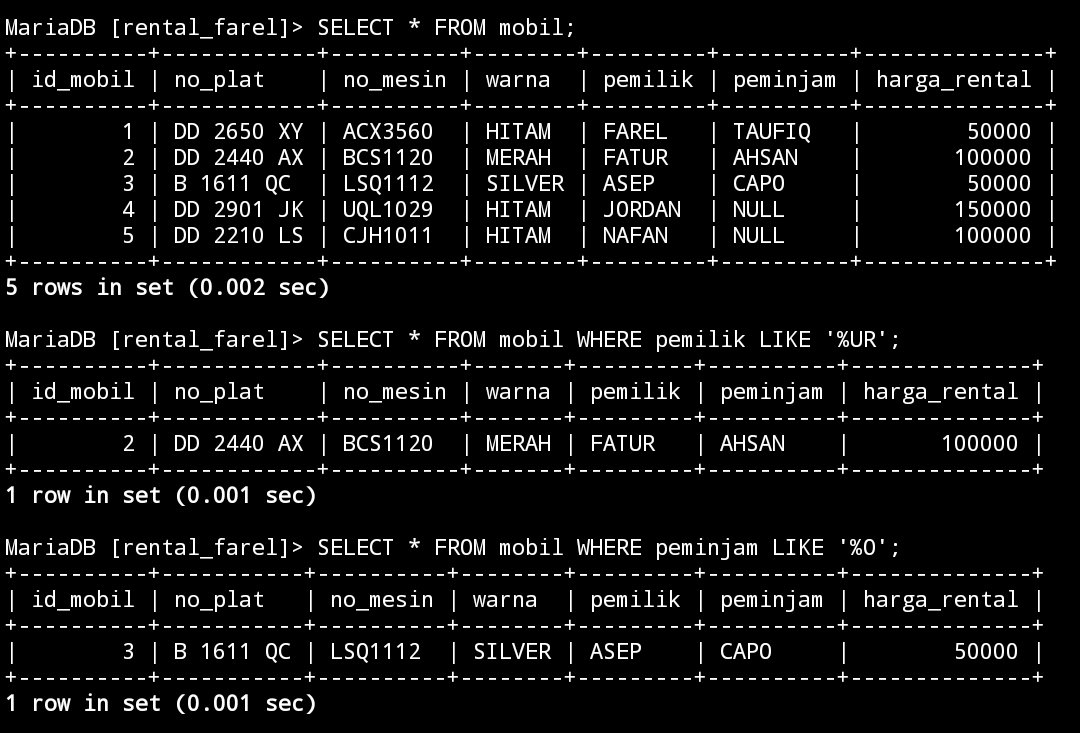 MariaDB [rental_farel]> SELECT * FROM mobil;
+----------+------------+----------+--------+---------+----------+--------------+
| id_mobil | no_plat    | no_mesin | warna  | pemilik | peminjam | harga_rental |
+----------+------------+----------+--------+---------+----------+--------------+
|        1 | DD 2650 XY | ACX3560  | HITAM  | FAREL   | TAUFIQ   |        50000 |
|        2 | DD 2440 AX | BCS1120  | MERAH  | FATUR   | AHSAN    |       100000 |
|        3 | B 1611 QC  | LSQ1112  | SILVER | ASEP    | CAPO     |        50000 |
|        4 | DD 2901 JK | UQL1029  | HITAM  | JORDAN  | NULL     |       150000 |
|        5 | DD 2210 LS | CJH1011  | HITAM  | NAFAN   | NULL     |       100000 |
+----------+------------+----------+--------+---------+----------+--------------+
5 rows in set (0.002 sec)

MariaDB [rental_farel]> SELECT * FROM mobil WHERE pemilik LIKE '%UR';
+----------+------------+----------+-------+---------+----------+--------------+
| id_mobil | no_plat    | no_mesin | warna | pemilik | peminjam | harga_rental |
+----------+------------+----------+-------+---------+----------+--------------+
|        2 | DD 2440 AX | BCS1120  | MERAH | FATUR   | AHSAN    |       100000 |
+----------+------------+----------+-------+---------+----------+--------------+
1 row in set (0.001 sec)

MariaDB [rental_farel]> SELECT * FROM mobil WHERE peminjam LIKE '%O';
+----------+-----------+----------+--------+---------+----------+--------------+
| id_mobil | no_plat   | no_mesin | warna  | pemilik | peminjam | harga_rental |
+----------+-----------+----------+--------+---------+----------+--------------+
|        3 | B 1611 QC | LSQ1112  | SILVER | ASEP    | CAPO     |        50000 |
+----------+-----------+----------+--------+---------+----------+--------------+
1 row in set (0.001 sec)